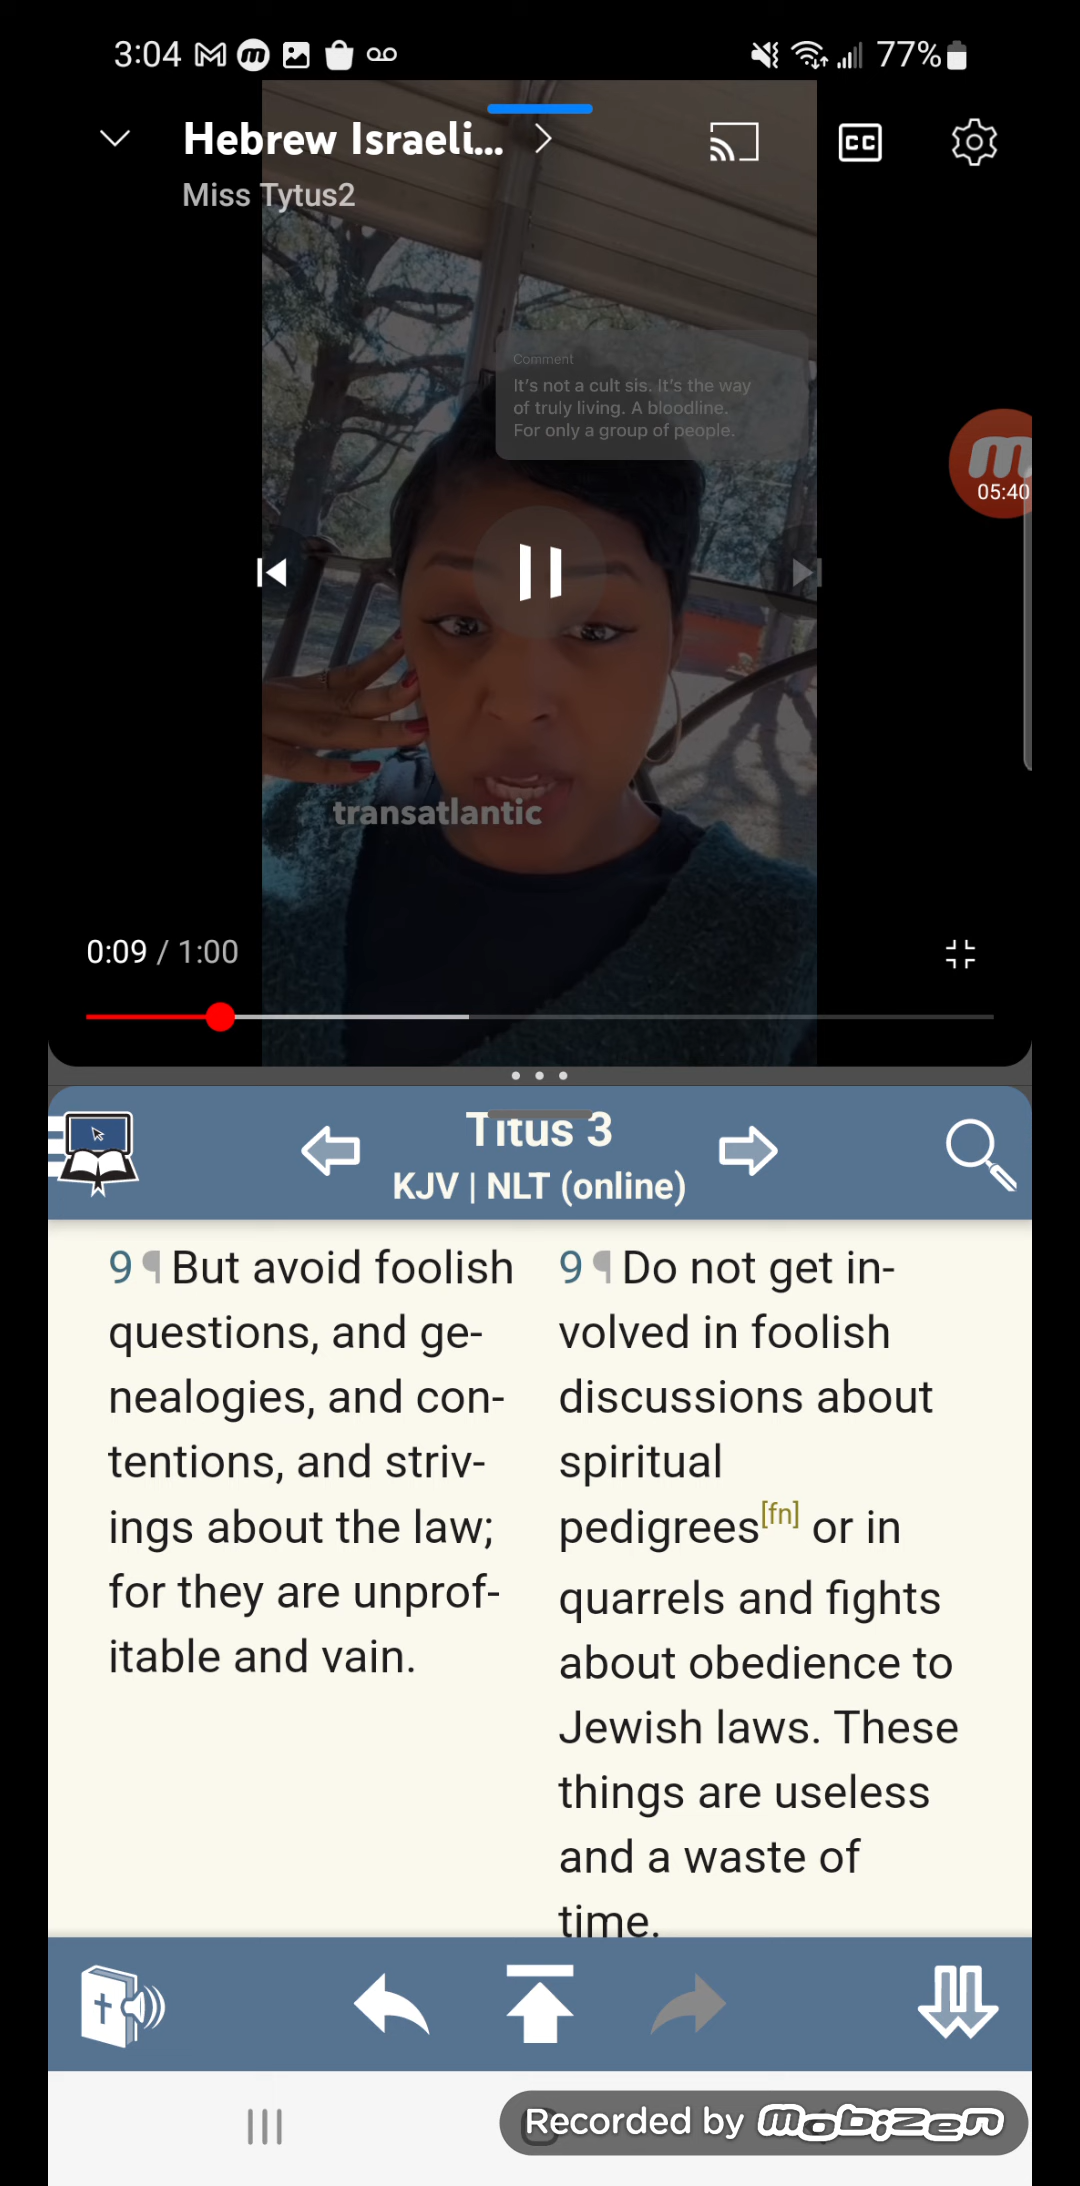 3:04
77%
Hebrew Israeli...
Miss Tytus2
CC
Comment
It's not a cult sis. It's the way
of truly living. A bloodline.
For only a group of people.
05:40
transatlantic
0:09 / 1:00
Titus 3
KJV | NLT (online)
9 ¶ But avoid foolish
questions, and ge-
nealogies, and con-
tentions, and striv-
ings about the law;
for they are unprof-
itable and vain.
9 ¶ Do not get in-
volved in foolish
discussions about
spiritual
pedigrees[fn] or in
quarrels and fights
about obedience to
Jewish laws. These
things are useless
and a waste of
time.
Recorded by mobizen